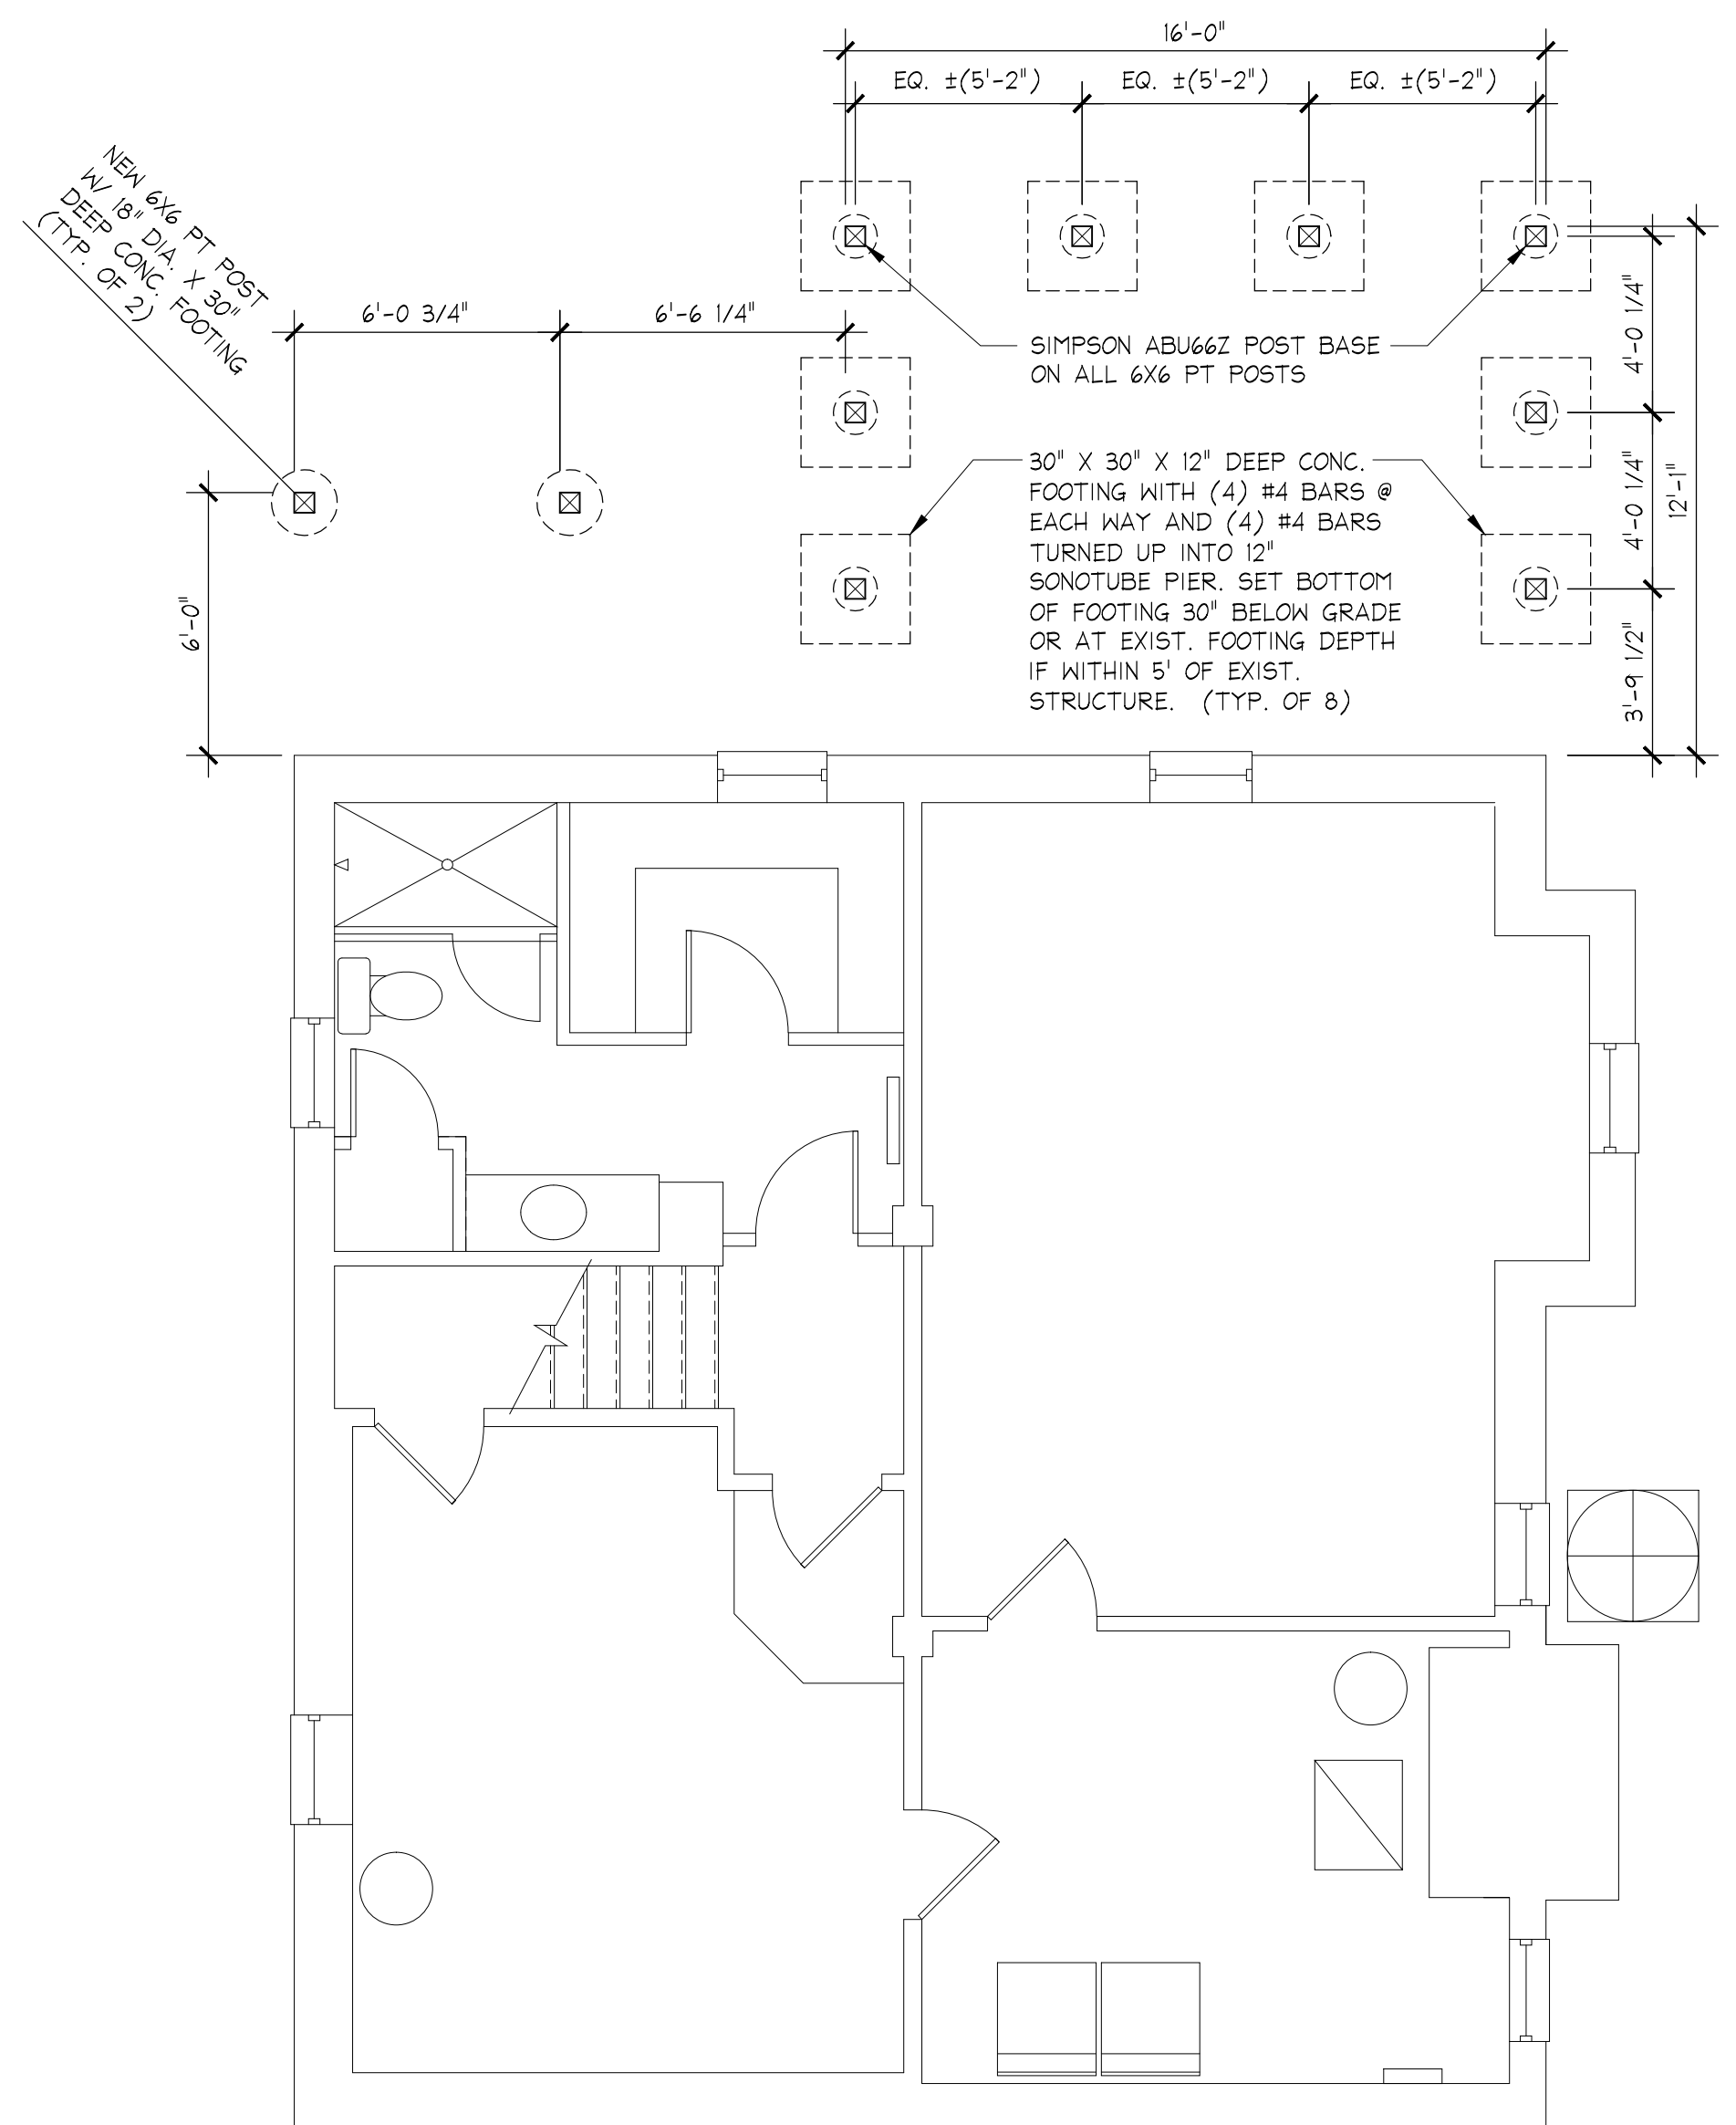 16'-0"
EQ. ±(5'-2")
EQ. ±(5'-2")
EQ. ±(5'-2")
NEW 6X6 PT POST
W/ 18" DIA. X 30"
DEEP CONC. FOOTING
(TYP. OF 2)
6'-0 3/4"
6'-6 1/4"
SIMPSON ABU66Z POST BASE
ON ALL 6X6 PT POSTS
4'-0 1/4"
30" X 30" X 12" DEEP CONC.
FOOTING WITH (4) #4 BARS @
EACH WAY AND (4) #4 BARS
TURNED UP INTO 12"
SONOTUBE PIER. SET BOTTOM
OF FOOTING 30" BELOW GRADE
OR AT EXIST. FOOTING DEPTH
IF WITHIN 5' OF EXIST.
STRUCTURE. (TYP. OF 8)
4'-0 1/4"
12'-1"
6'-0"
3'-9 1/2"